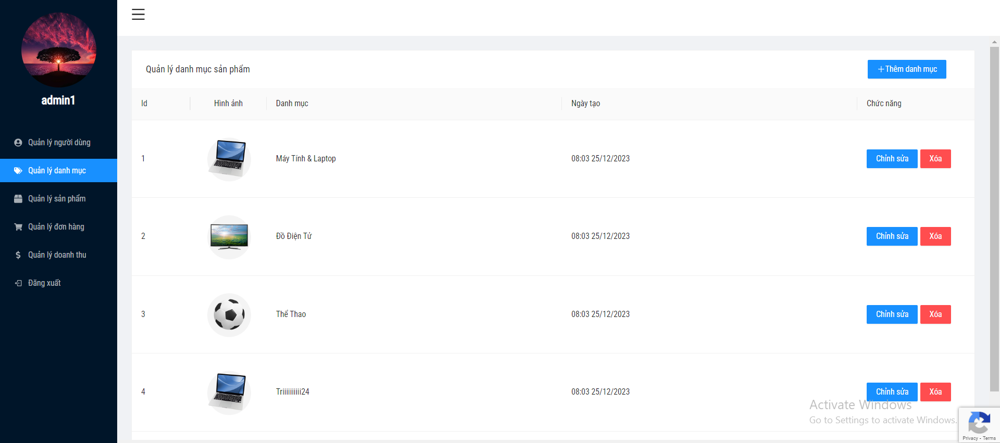 admin1
Quản lý người dùng
Quản lý danh mục
Quản lý sản phẩm
Quản lý đơn hàng
Quản lý doanh thu
Đăng xuất
Quản lý danh mục sản phẩm
+Thêm danh mục
Id Hình ảnh Danh mục Ngày tạo Chức năng
1 Máy Tính & Laptop 08:03 25/12/2023 Chỉnh sửa Xóa
2 Đồ Điện Tử 08:03 25/12/2023 Chỉnh sửa Xóa
3 Thể Thao 08:03 25/12/2023 Chỉnh sửa Xóa
4 Triiiiiiiiii24 08:03 25/12/2023 Chỉnh sửa Xóa
Activate Windows
Go to Settings to activate Windows.
Privacy - Terms